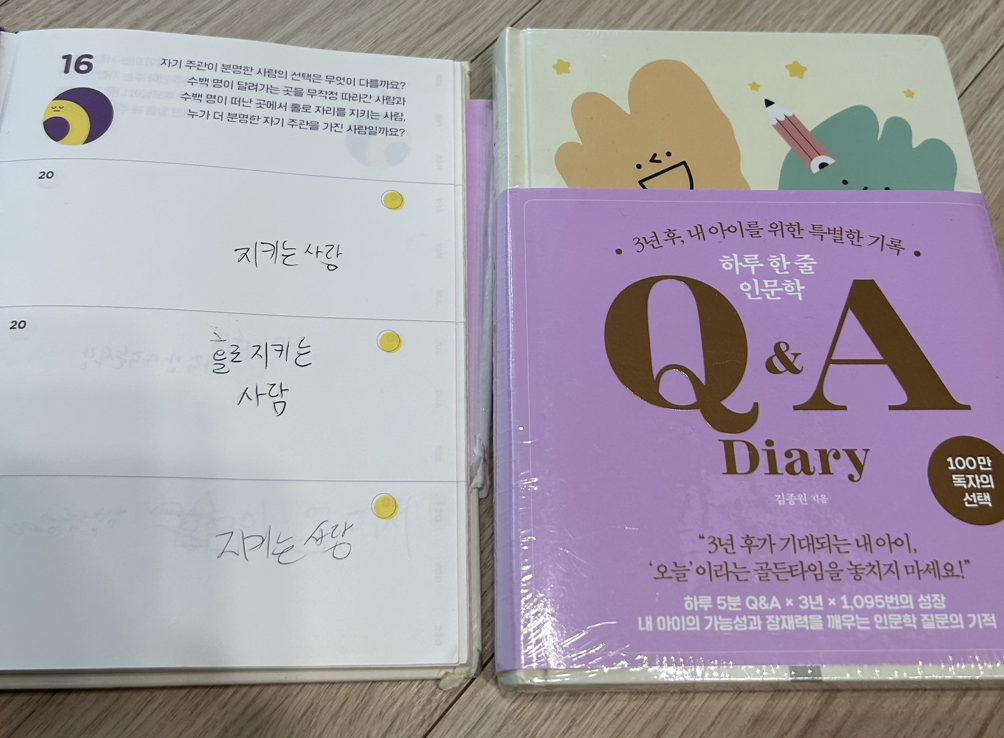 16
자기 주관이 분명한 사람의 선택은 무엇이 다를까요?
수백 명이 달려가는 곳을 무작정 따라간 사람과
수백 명이 떠난 곳에서 홀로 자리를 지키는 사람,
누가 더 분명한 자기 주관을 가진 사람일까요?
20
지키는 사람
20
홀로 지키는
사람
지키는 사람
3년 후, 내 아이를 위한 특별한 기록
하루 한 줄
인문학
Q & A
Diary
김종원 지음
100만
독자의
선택
“3년 후가 기대되는 내 아이,
‘오늘’이라는 골든타임을 놓치지 마세요!”
하루 5분 Q&A × 3년 × 1,095번의 성장
내 아이의 가능성과 잠재력을 깨우는 인문학 질문의 기적